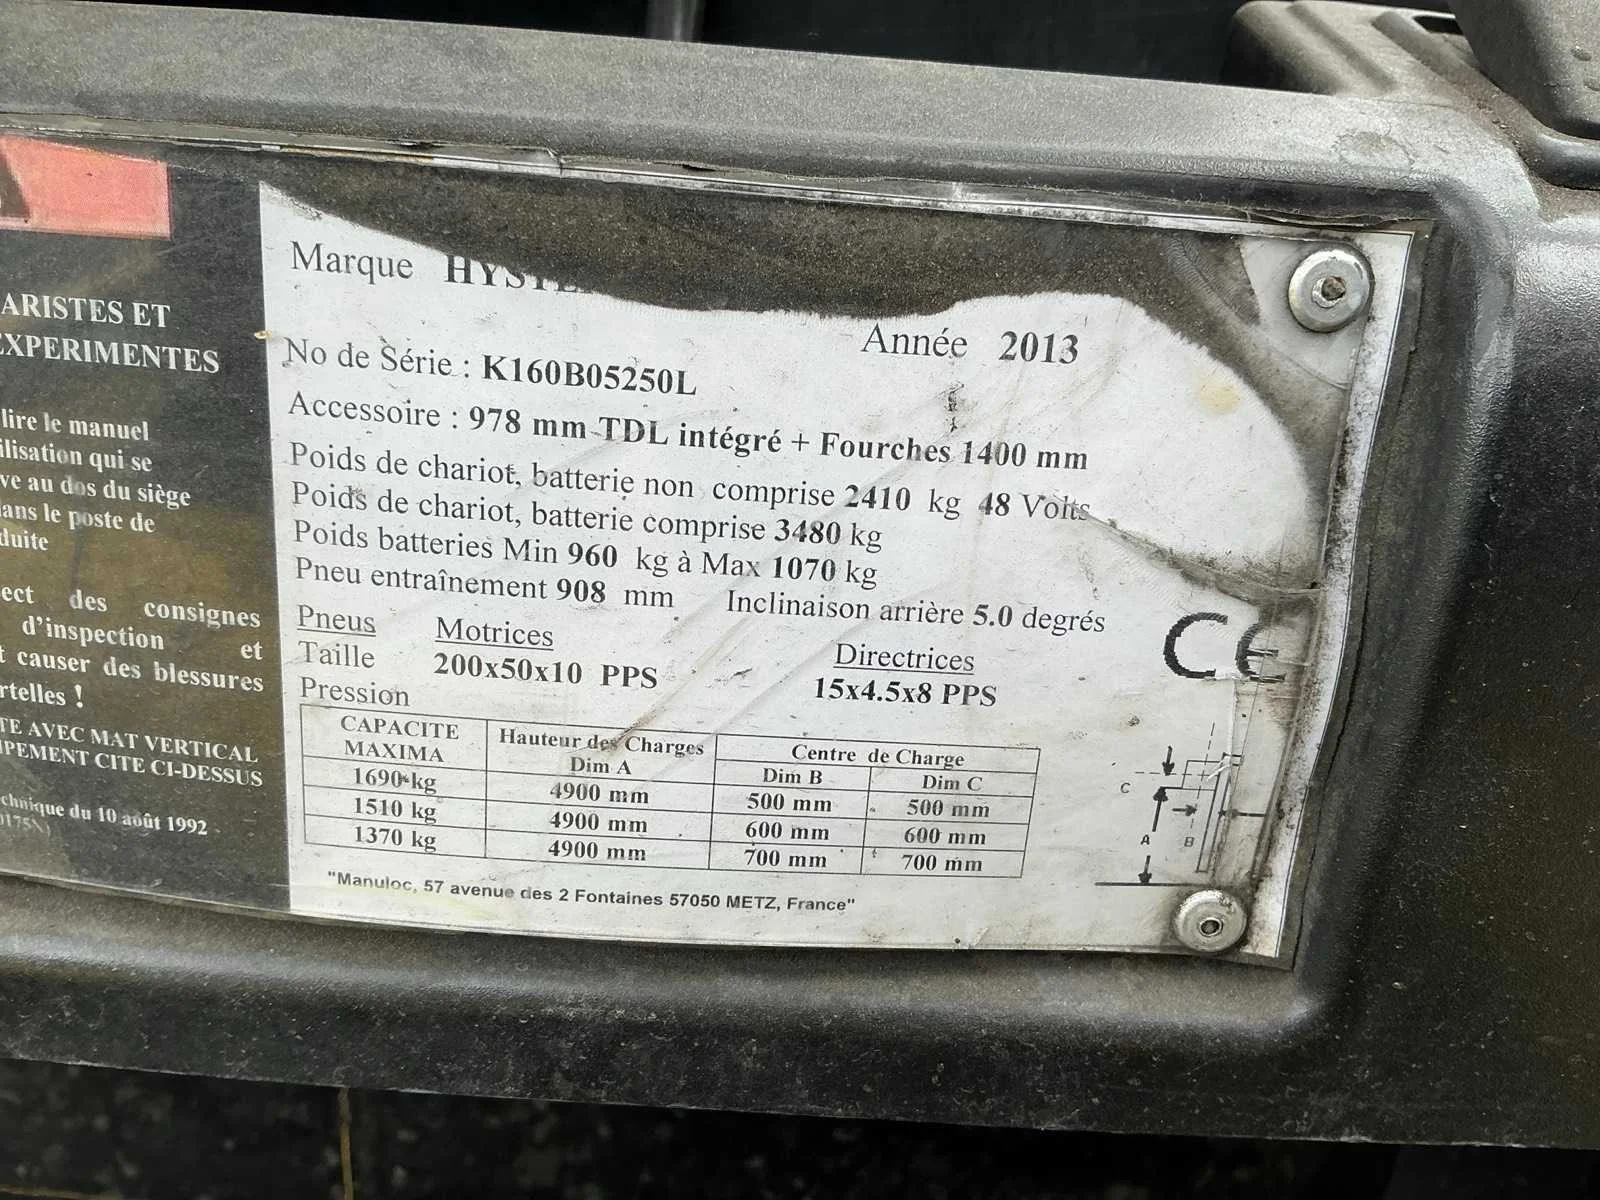 ARISTES ET
EXPERIMENTES
lire le manuel
ilisation qui se
ve au dos du siège
ans le poste de
duite
ect des consignes
d'inspection et
t causer des blessures
rtelles !
TE AVEC MAT VERTICAL
IPEMENT CITE CI-DESSUS
chnique du 10 août 1992
0175N)
Marque HYSTE
Année 2013
No de Série : K160B05250L
Accessoire : 978 mm TDL intégré + Fourches 1400 mm
Poids de chariot, batterie non comprise 2410 kg 48 Volts
Poids de chariot, batterie comprise 3480 kg
Poids batteries Min 960 kg à Max 1070 kg
Pneu entraînement 908 mm Inclinaison arrière 5.0 degrés
Pneus Motrices Directrices
Taille 200x50x10 PPS 15x4.5x8 PPS
Pression
CE
CAPACITE MAXIMA Hauteur des Charges Dim A Centre de Charge
Dim B Dim C
1690 kg 4900 mm 500 mm 500 mm
1510 kg 4900 mm 600 mm 600 mm
1370 kg 4900 mm 700 mm 700 mm
C
A B
"Manuloc, 57 avenue des 2 Fontaines 57050 METZ, France"